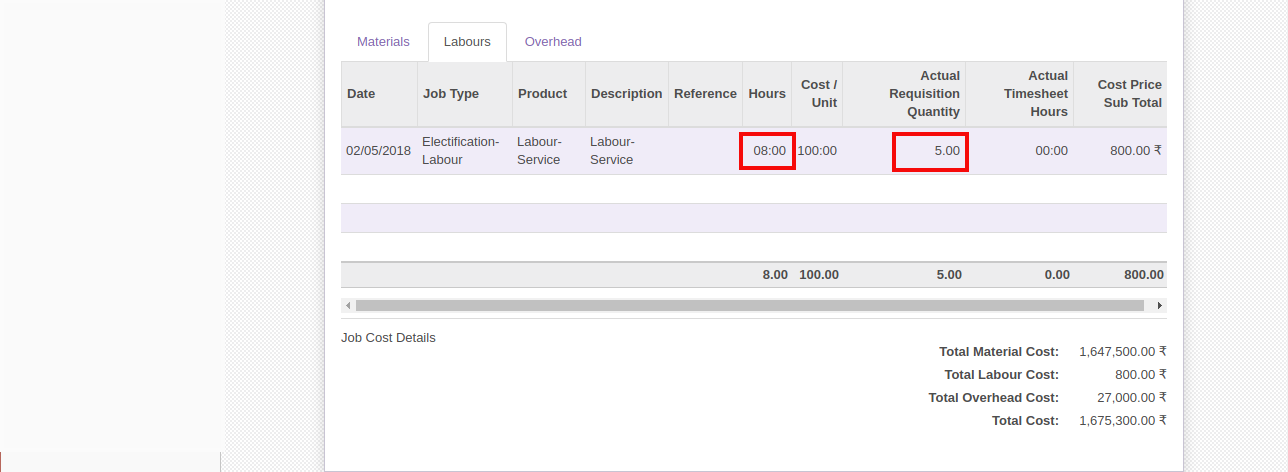 Materials Labours Overhead
Date Job Type Product Description Reference Hours Cost / Unit Actual Requisition Quantity Actual Timesheet Hours Cost Price Sub Total
02/05/2018 Electification-Labour Labour-Service Labour-Service 08:00 100:00 5.00 00:00 800.00 ₹
8.00 100.00 5.00 0.00 800.00
Job Cost Details
Total Material Cost: 1,647,500.00 ₹
Total Labour Cost: 800.00 ₹
Total Overhead Cost: 27,000.00 ₹
Total Cost: 1,675,300.00 ₹